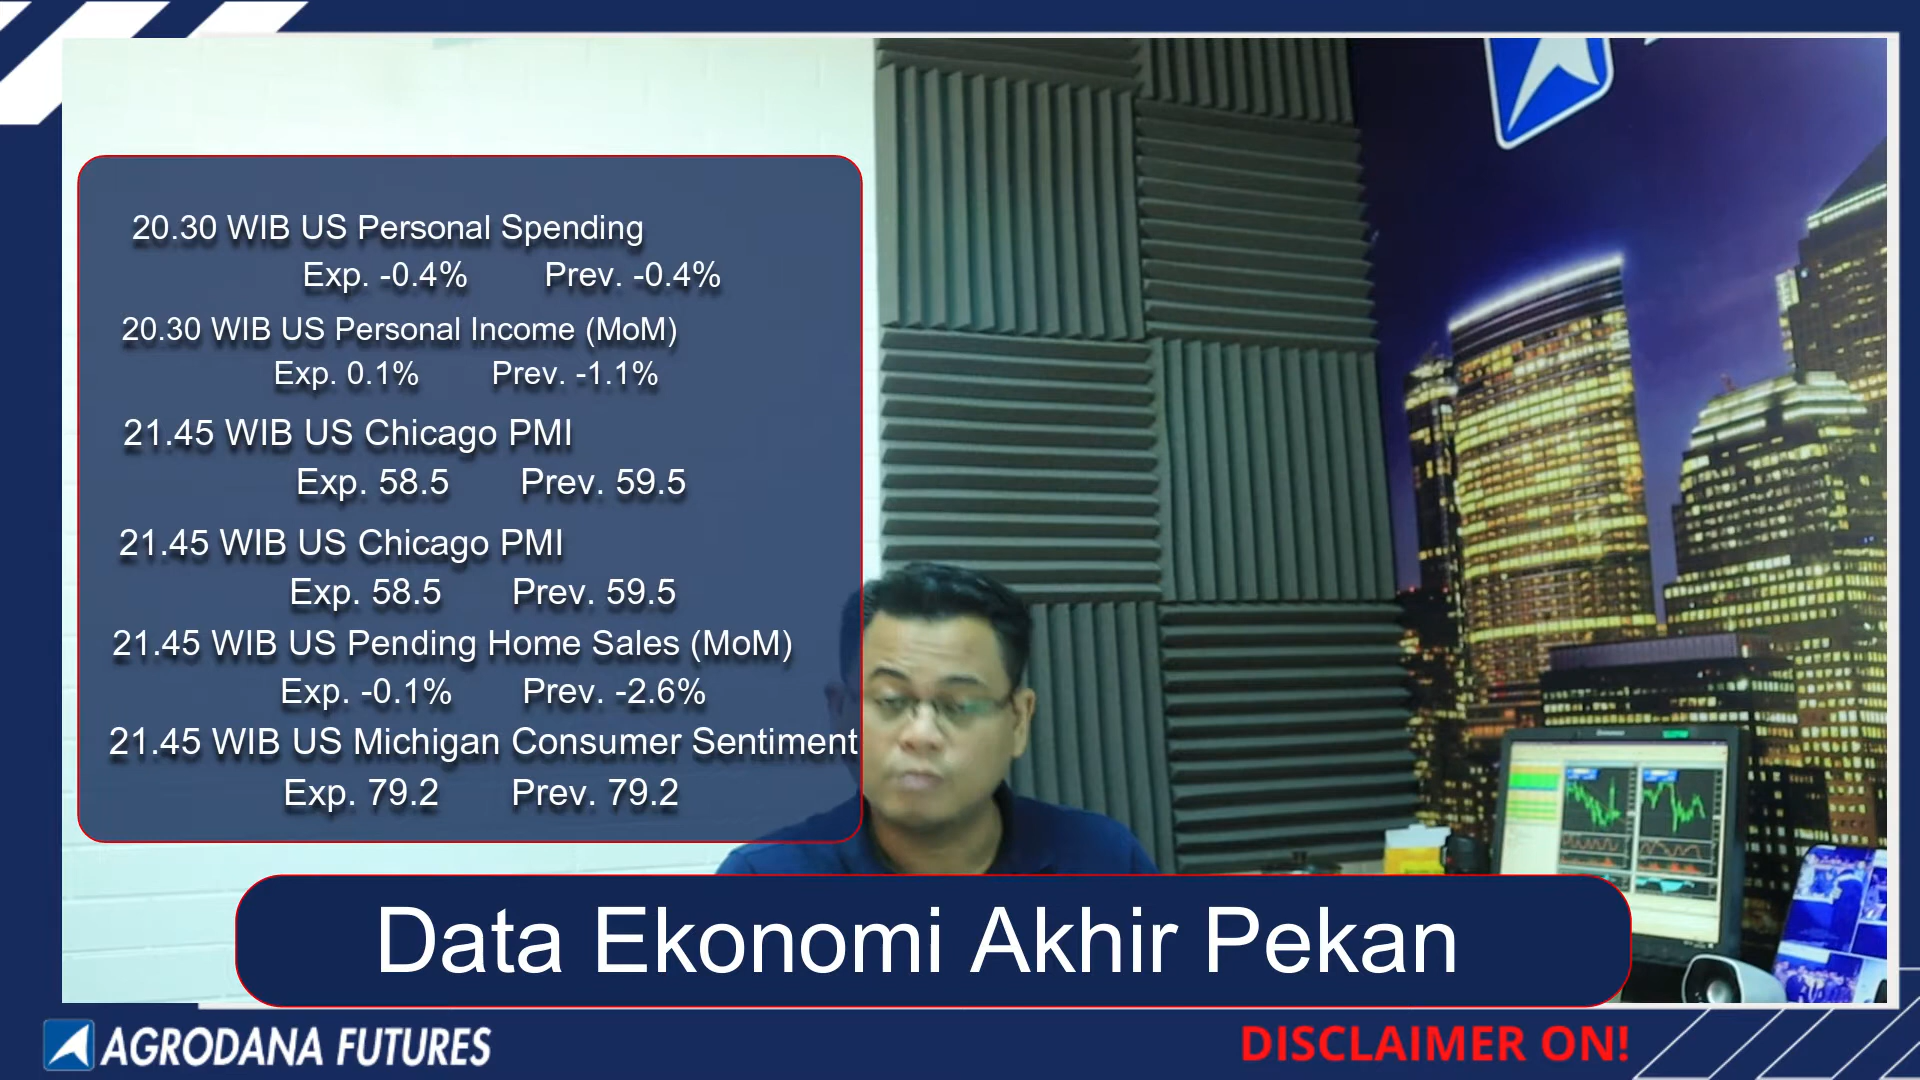 20.30 WIB US Personal Spending
Exp. -0.4% Prev. -0.4%
20.30 WIB US Personal Income (MoM)
Exp. 0.1% Prev. -1.1%
21.45 WIB US Chicago PMI
Exp. 58.5 Prev. 59.5
21.45 WIB US Chicago PMI
Exp. 58.5 Prev. 59.5
21.45 WIB US Pending Home Sales (MoM)
Exp. -0.1% Prev. -2.6%
21.45 WIB US Michigan Consumer Sentiment
Exp. 79.2 Prev. 79.2
Data Ekonomi Akhir Pekan
AGRODANA FUTURES
DISCLAIMER ON!